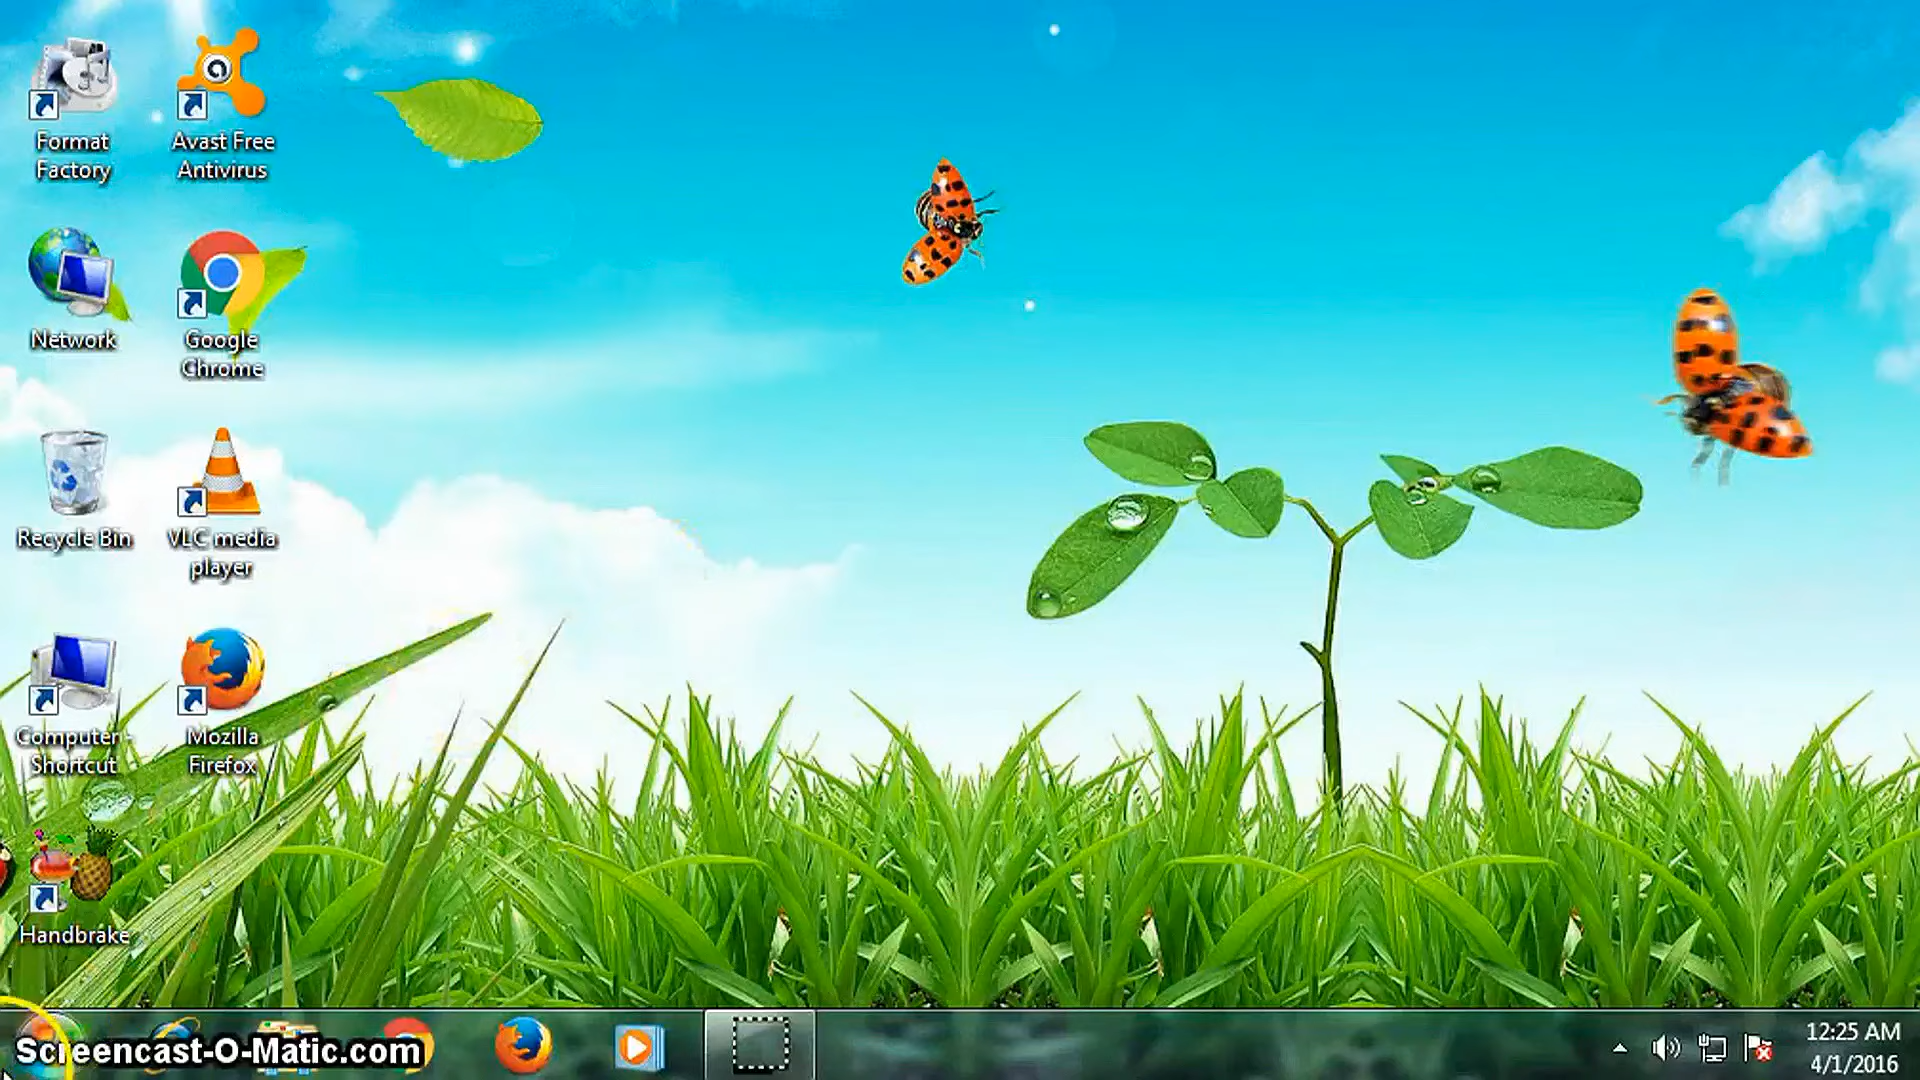 Format
Factory
Avast Free
Antivirus
Network
Google
Chrome
Recycle Bin
VLC media
player
Computer -
Shortcut
Mozilla
Firefox
Handbrake
Screencast-O-Matic.com
12:25 AM
4/1/2016